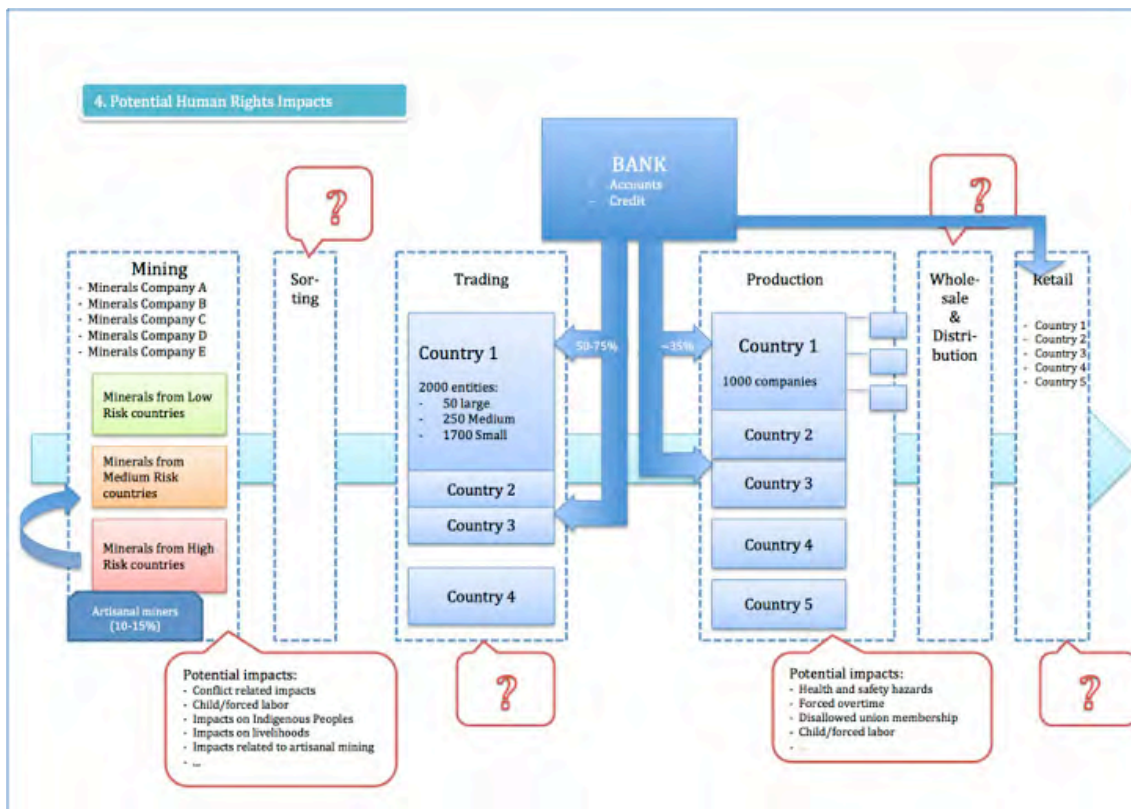 4. Potential Human Rights Impacts
BANK
- Accounts
- Credit
?
?
Mining
- Minerals Company A
- Minerals Company B
- Minerals Company C
- Minerals Company D
- Minerals Company E
Minerals from Low
Risk countries
Minerals from
Medium Risk
countries
Minerals from High
Risk countries
Artisanal miners
(10-15%)
Sor-
ting
Trading
Country 1
2000 entities:
- 50 large
- 250 Medium
- 1700 Small
Country 2
Country 3
Country 4
50-75%
~35%
Production
Country 1
1000 companies
Country 2
Country 3
Country 4
Country 5
Whole-
sale
&
Distri-
bution
Retail
- Country 1
- Country 2
- Country 3
- Country 4
- Country 5
Potential impacts:
- Conflict related impacts
- Child/forced labor
- Impacts on Indigenous Peoples
- Impacts on livelihoods
- Impacts related to artisanal mining
- ...
?
Potential impacts:
- Health and safety hazards
- Forced overtime
- Disallowed union membership
- Child/forced labor
- ...
?